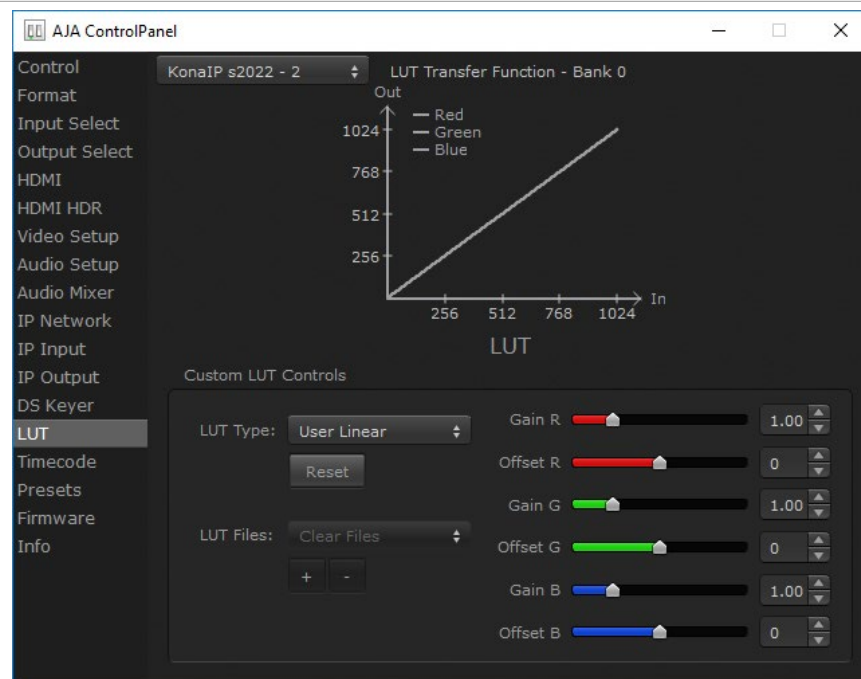 AJA ControlPanel
Control
Format
Input Select
Output Select
HDMI
HDMI HDR
Video Setup
Audio Setup
Audio Mixer
IP Network
IP Input
IP Output
DS Keyer
LUT
Timecode
Presets
Firmware
Info
KonaIP s2022 - 2
LUT Transfer Function - Bank 0
Out
Red
Green
Blue
1024
768
512
256
256 512 768 1024
In
LUT
Custom LUT Controls
LUT Type: User Linear
Reset
LUT Files: Clear Files
+ -
Gain R 1.00
Offset R 0
Gain G 1.00
Offset G 0
Gain B 1.00
Offset B 0